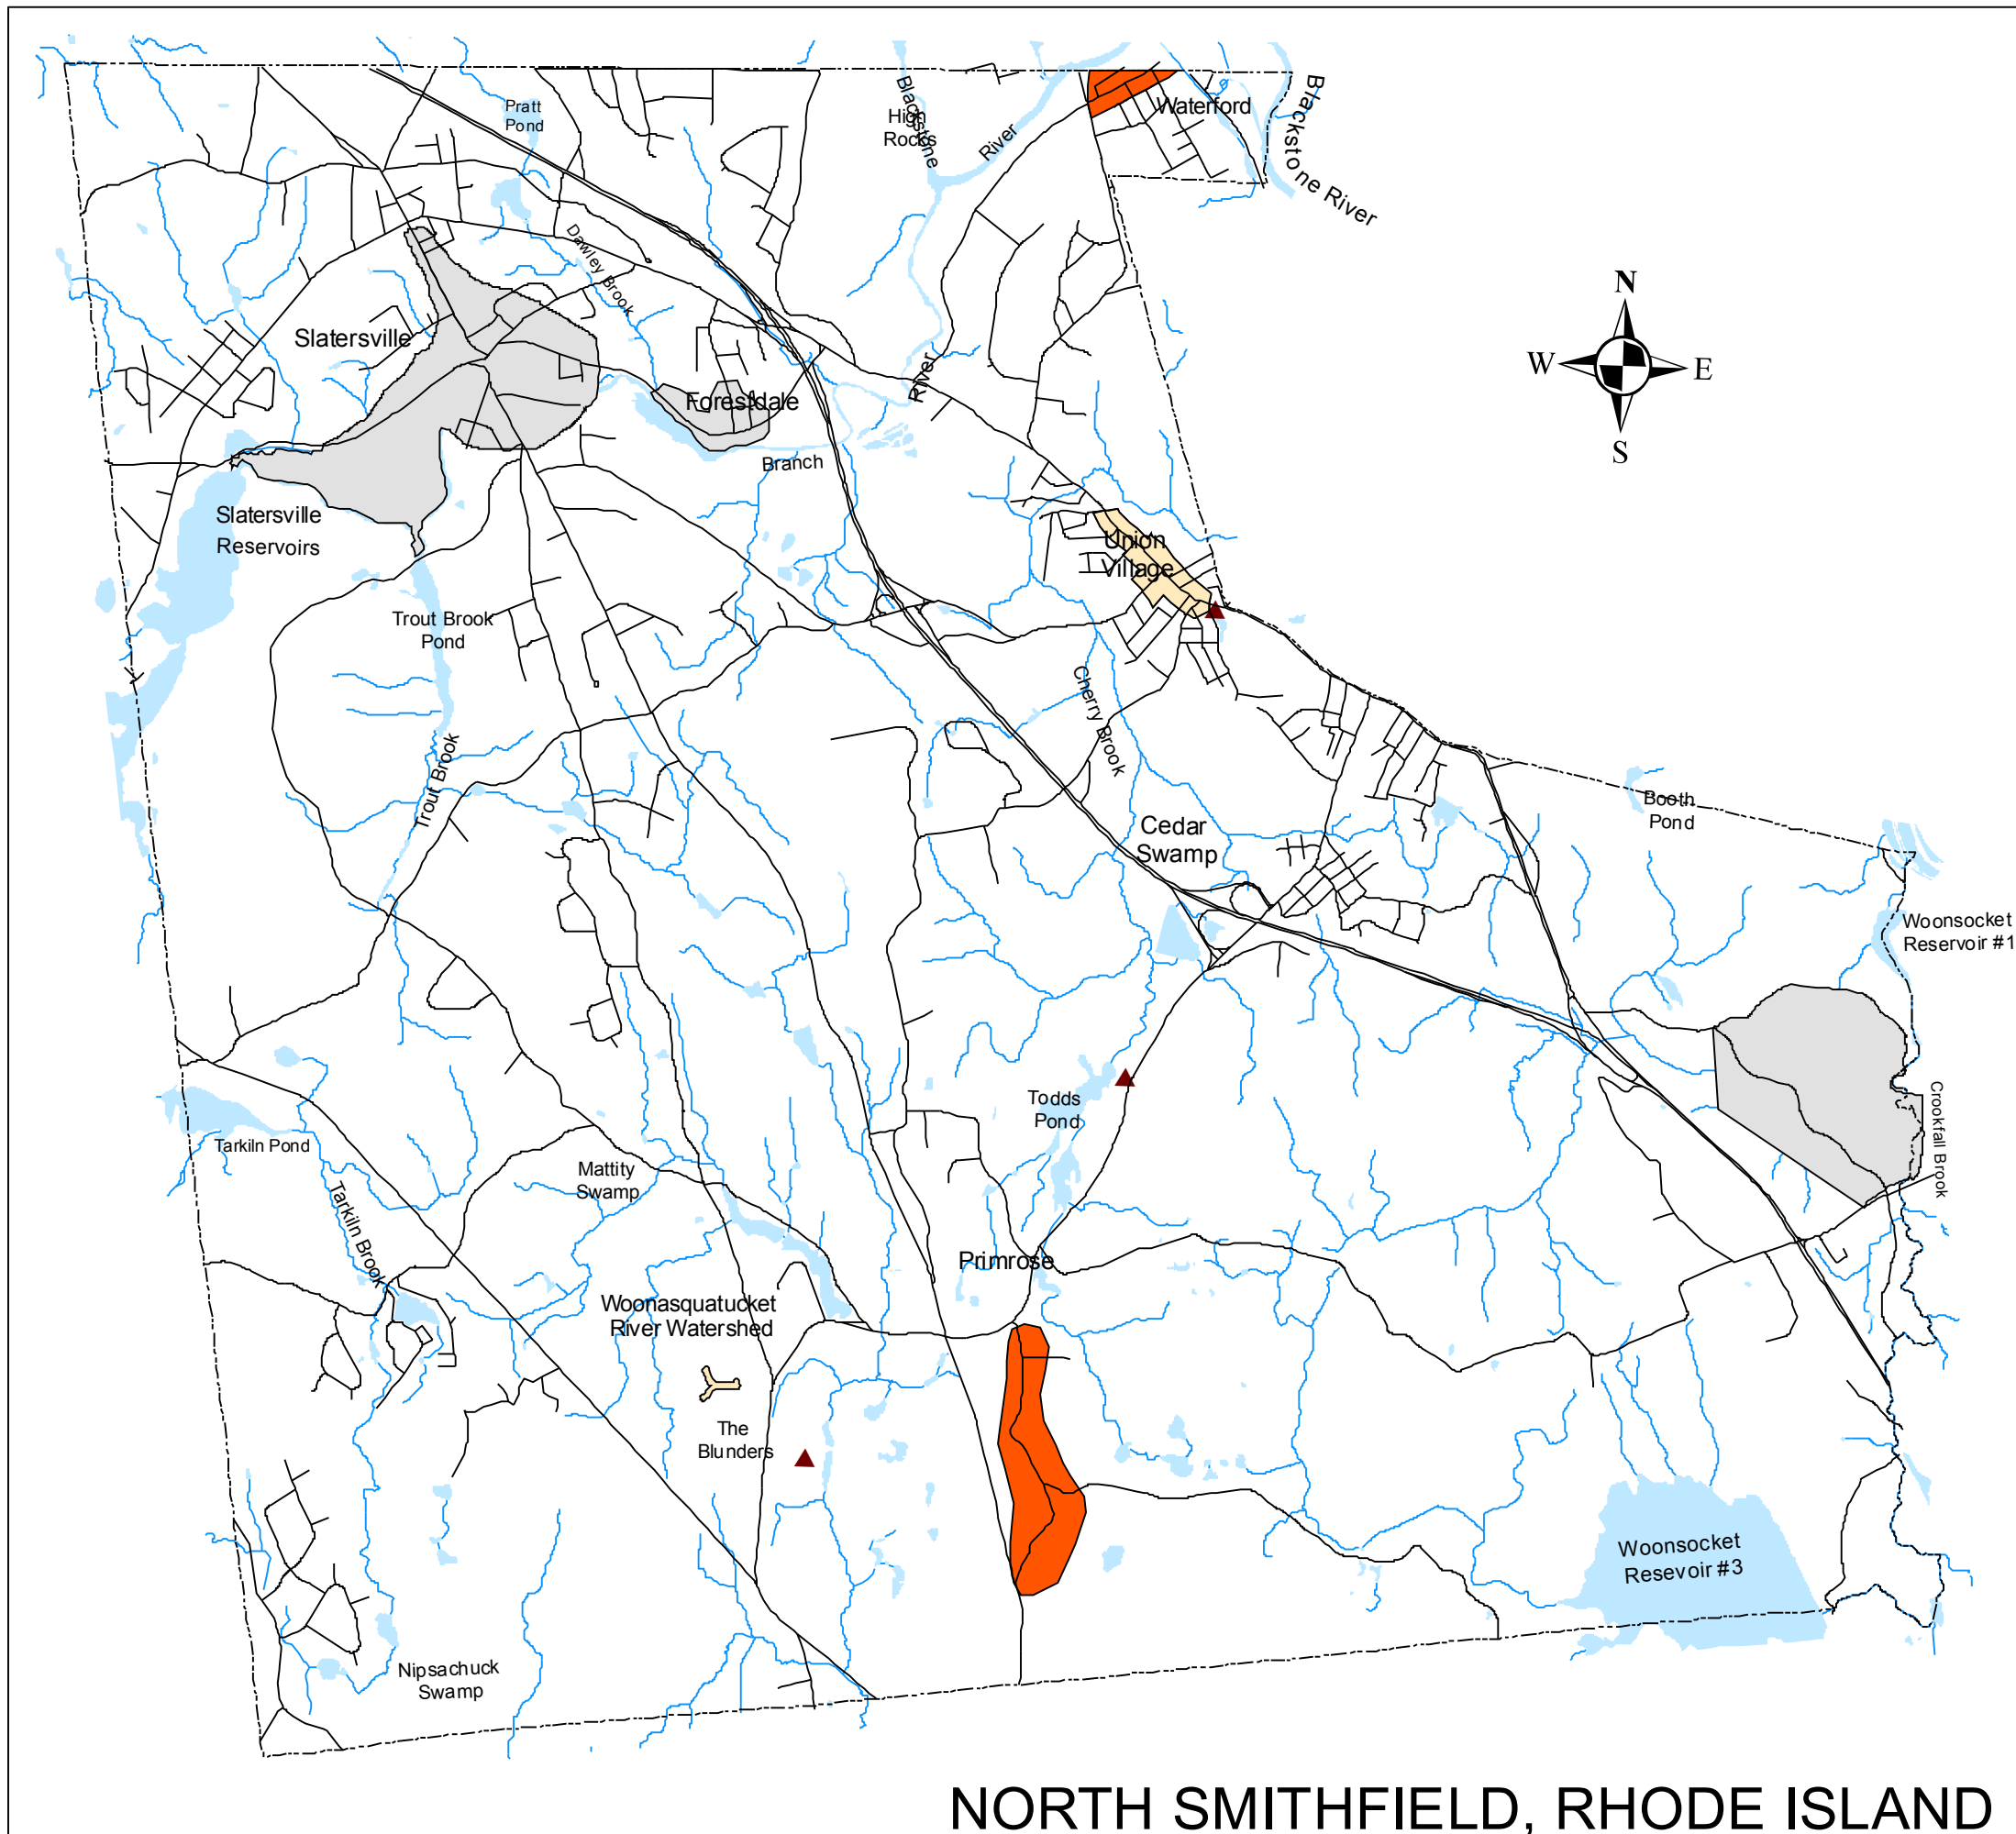 Pratt
Pond
Blackstone
High
Rocks
River
Waterford
Blackstone River
Dawley Brook
N
W
E
S
Slatersville
Forestdale
River
Branch
Slatersville
Reservoirs
Union
Village
Trout Brook
Pond
Cherry Brook
Trout Brook
Booth
Pond
Cedar
Swamp
Woonsocket
Reservoir #1
Todds
Pond
Crookfall Brook
Tarkiln Pond
Mattity
Swamp
Tarkiln Brook
Primrose
Woonasquatucket
River Watershed
The
Blunders
Woonsocket
Resevoir #3
Nipsachuck
Swamp
NORTH SMITHFIELD, RHODE ISLAND